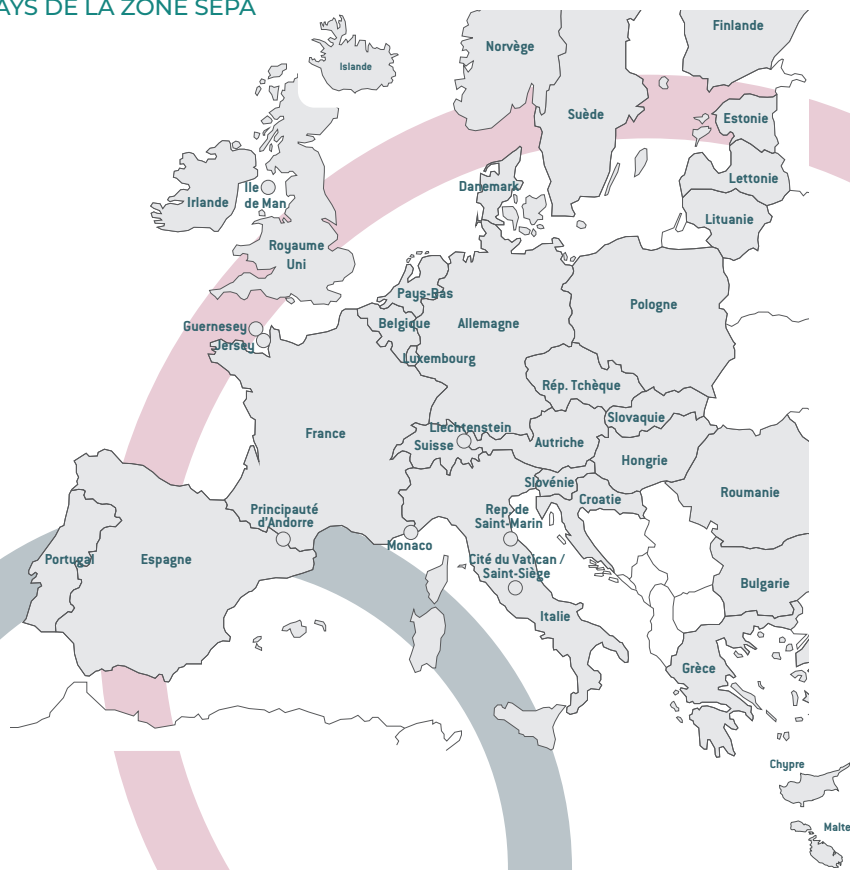 AYS DE LA ZONE SEPA
Finlande
Norvège
Islande
Suède
Estonie
Lettonie
Danemark
Ile
de Man
Irlande
Lituanie
Royaume
Uni
Pays-Bas
Pologne
Guernesey
Belgique
Allemagne
Jersey
Luxembourg
Rép. Tchèque
Slovaquie
Liechtenstein
France
Suisse
Autriche
Hongrie
Slovénie
Roumanie
Croatie
Principauté
d'Andorre
Rep. de
Saint-Marin
Monaco
Portugal
Espagne
Cité du Vatican /
Saint-Siège
Bulgarie
Italie
Grèce
Chypre
Malte